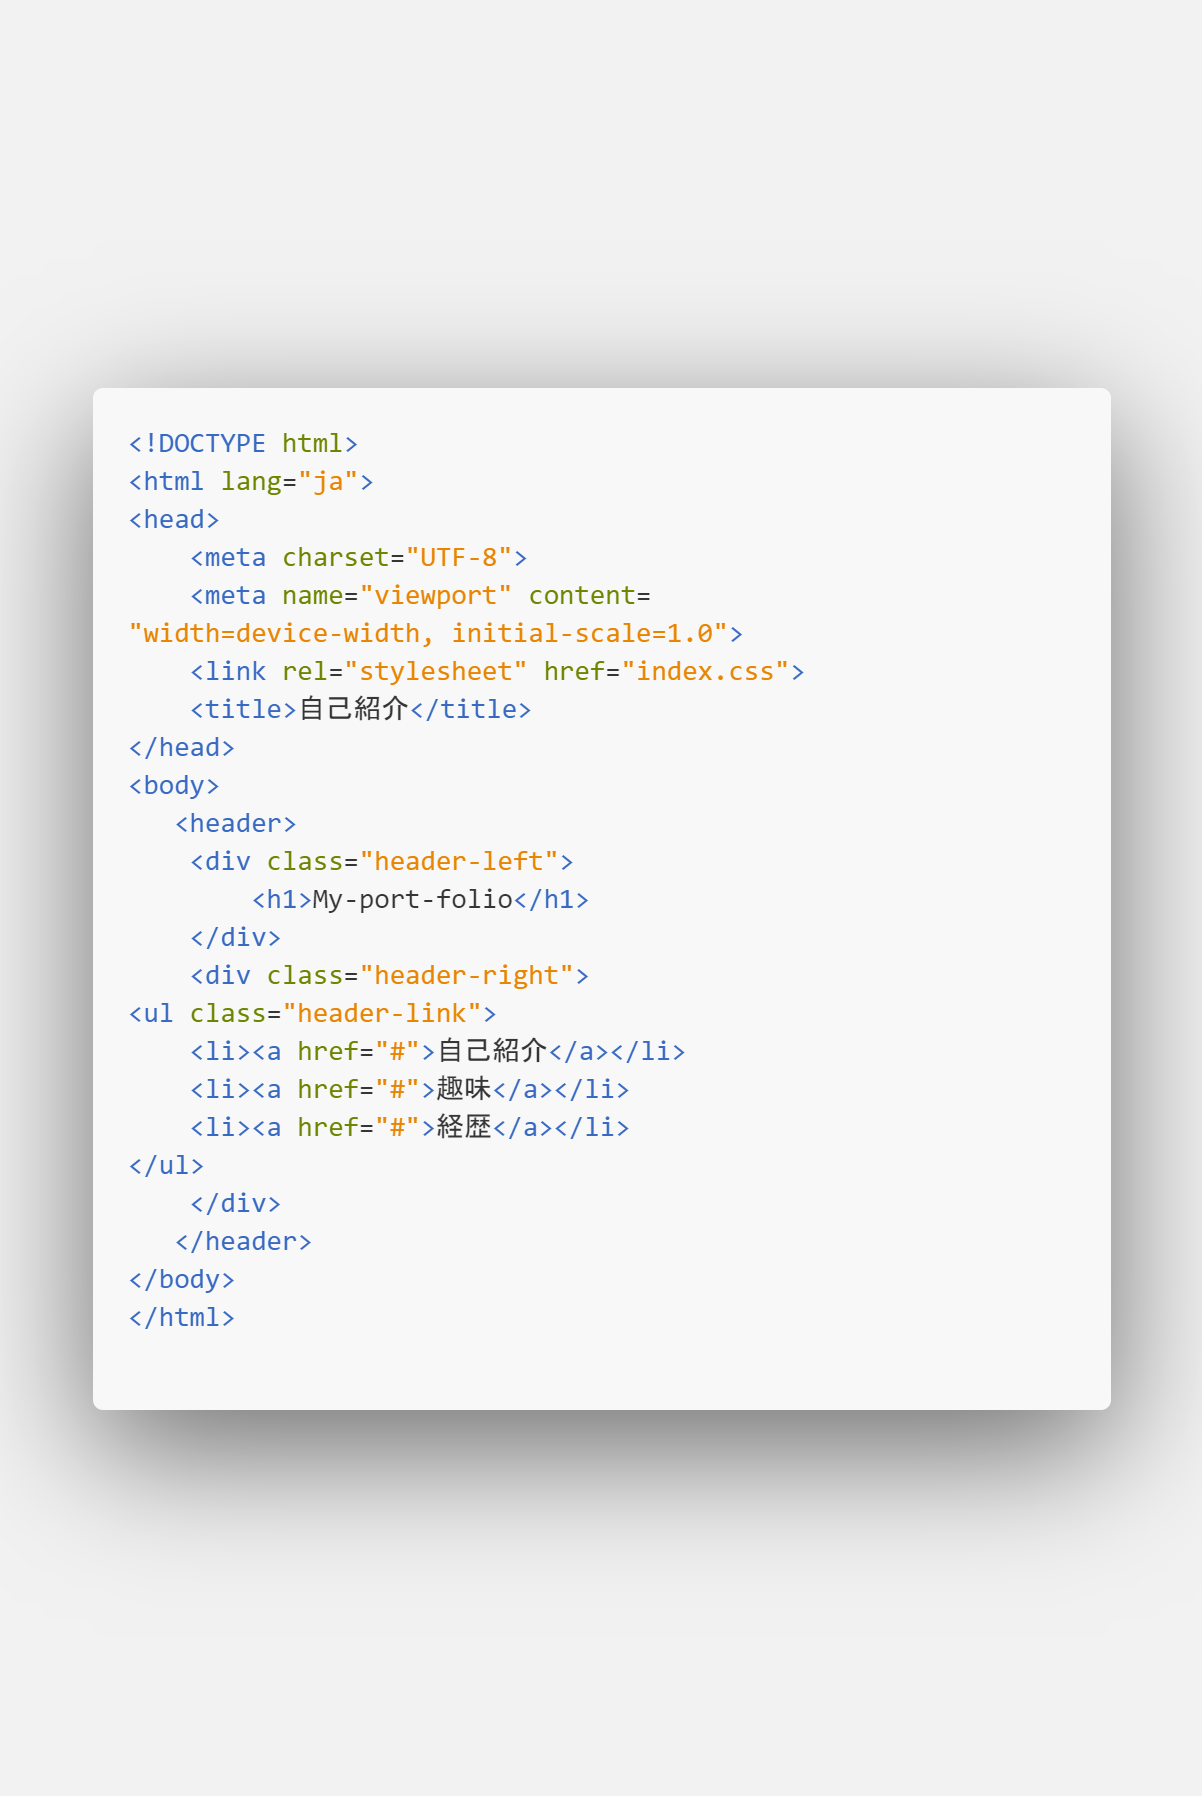 <!DOCTYPE html>
<html lang="ja">
<head>
    <meta charset="UTF-8">
    <meta name="viewport" content=
"width=device-width, initial-scale=1.0">
    <link rel="stylesheet" href="index.css">
    <title>自己紹介</title>
</head>
<body>
   <header>
    <div class="header-left">
        <h1>My-port-folio</h1>
    </div>
    <div class="header-right">
<ul class="header-link">
    <li><a href="#">自己紹介</a></li>
    <li><a href="#">趣味</a></li>
    <li><a href="#">経歴</a></li>
</ul>
    </div>
   </header>
</body>
</html>